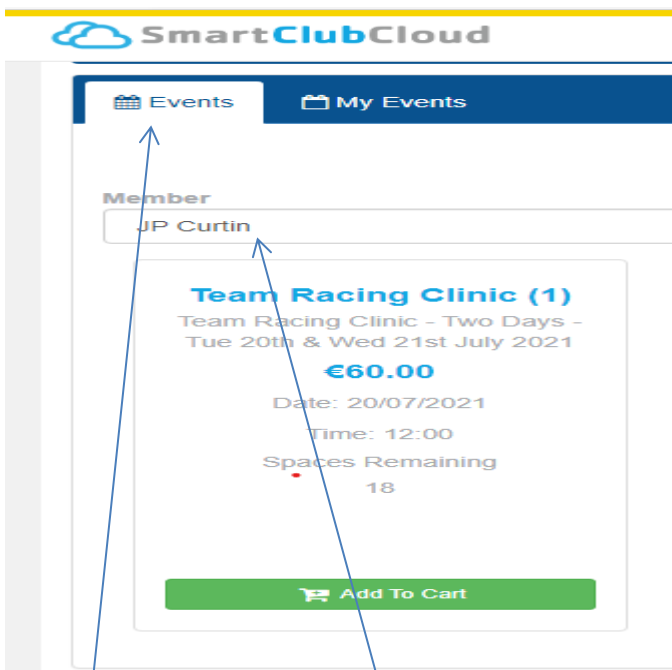 SmartClubCloud
Events My Events
Member
JP Curtin
Team Racing Clinic (1)
Team Racing Clinic - Two Days -
Tue 20th & Wed 21st July 2021
€60.00
Date: 20/07/2021
Time: 12:00
Spaces Remaining
18
Add To Cart